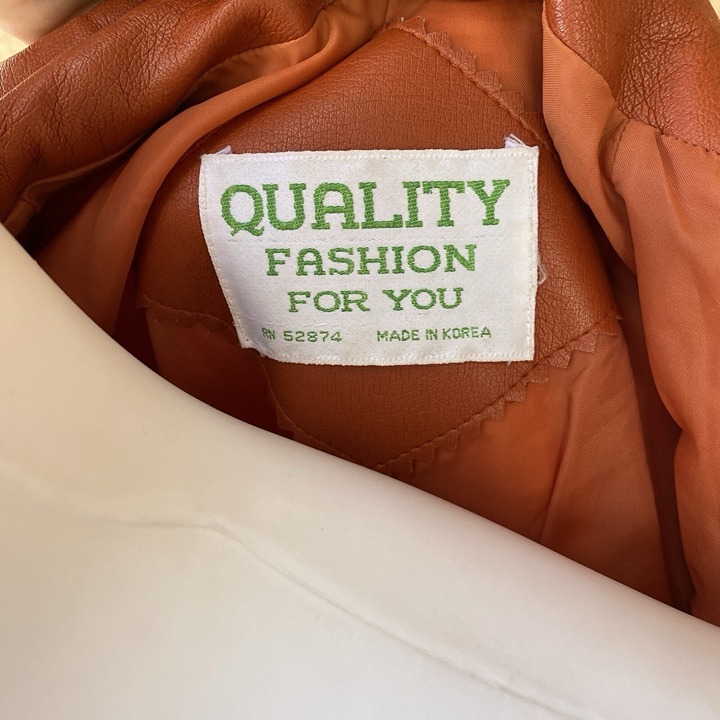 QUALITY
FASHION
FOR YOU
RN 52874 MADE IN KOREA